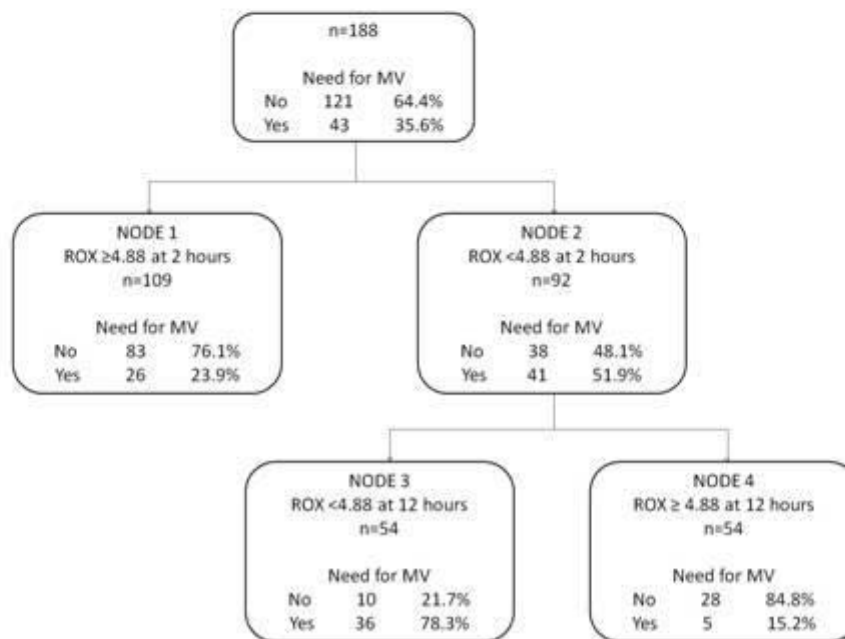 n=188
Need for MV
No 121 64.4%
Yes 43 35.6%
NODE 1
ROX ≥4.88 at 2 hours
n=109
Need for MV
No 83 76.1%
Yes 26 23.9%
NODE 2
ROX <4.88 at 2 hours
n=92
Need for MV
No 38 48.1%
Yes 41 51.9%
NODE 3
ROX <4.88 at 12 hours
n=54
Need for MV
No 10 21.7%
Yes 36 78.3%
NODE 4
ROX ≥ 4.88 at 12 hours
n=54
Need for MV
No 28 84.8%
Yes 5 15.2%